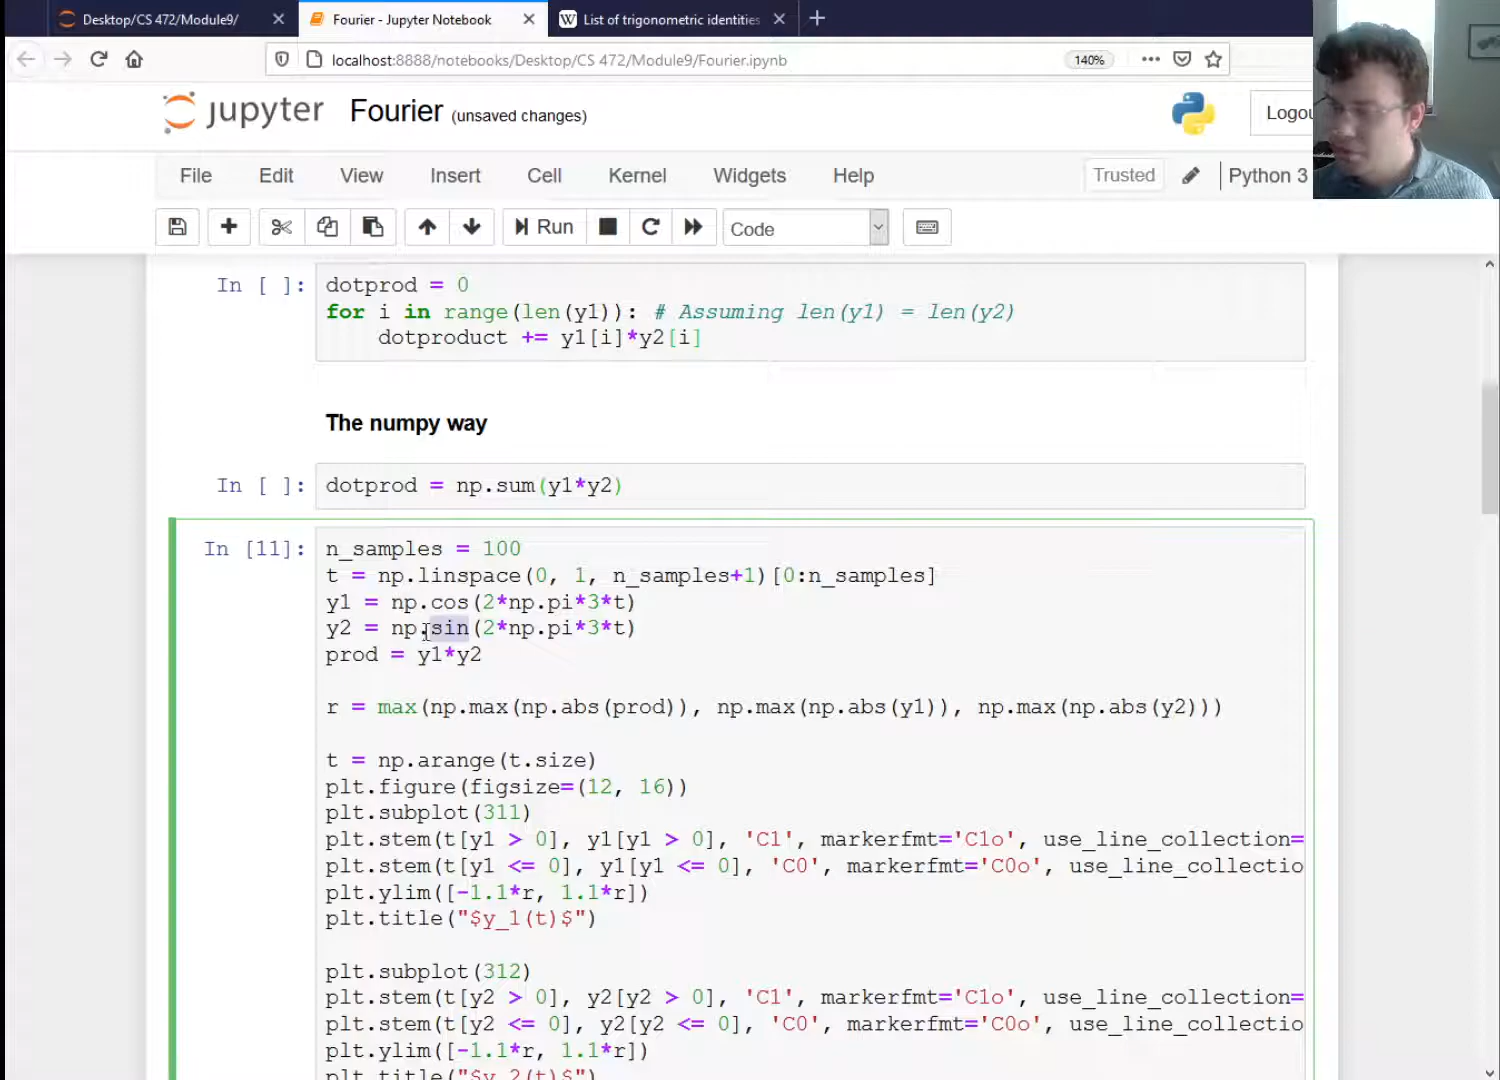 Desktop/CS 472/Module9/
Fourier - Jupyter Notebook
W List of trigonometric identities
localhost:8888/notebooks/Desktop/CS 472/Module9/Fourier.ipynb
140%
jupyter Fourier (unsaved changes)
Logou
File Edit View Insert Cell Kernel Widgets Help
Trusted
Python 3
Run
Code
In [ ]: dotprod = 0
for i in range(len(y1)): # Assuming len(y1) = len(y2)
    dotproduct += y1[i]*y2[i]
The numpy way
In [ ]: dotprod = np.sum(y1*y2)
In [11]: n_samples = 100
t = np.linspace(0, 1, n_samples+1)[0:n_samples]
y1 = np.cos(2*np.pi*3*t)
y2 = np.sin(2*np.pi*3*t)
prod = y1*y2
r = max(np.max(np.abs(prod)), np.max(np.abs(y1)), np.max(np.abs(y2)))
t = np.arange(t.size)
plt.figure(figsize=(12, 16))
plt.subplot(311)
plt.stem(t[y1 > 0], y1[y1 > 0], 'C1', markerfmt='C1o', use_line_collection=
plt.stem(t[y1 <= 0], y1[y1 <= 0], 'C0', markerfmt='C0o', use_line_collectio
plt.ylim([-1.1*r, 1.1*r])
plt.title("$y_1(t)$")
plt.subplot(312)
plt.stem(t[y2 > 0], y2[y2 > 0], 'C1', markerfmt='C1o', use_line_collection=
plt.stem(t[y2 <= 0], y2[y2 <= 0], 'C0', markerfmt='C0o', use_line_collectio
plt.ylim([-1.1*r, 1.1*r])
plt.title("$y_2(t)$")